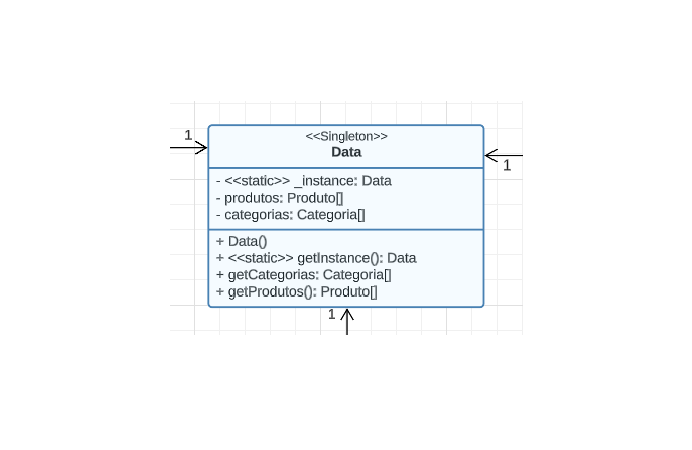 1
<<Singleton>>
Data
1
- <<static>> _instance: Data
- produtos: Produto[]
- categorias: Categoria[]
+ Data()
+ <<static>> getInstance(): Data
+ getCategorias: Categoria[]
+ getProdutos(): Produto[]
1